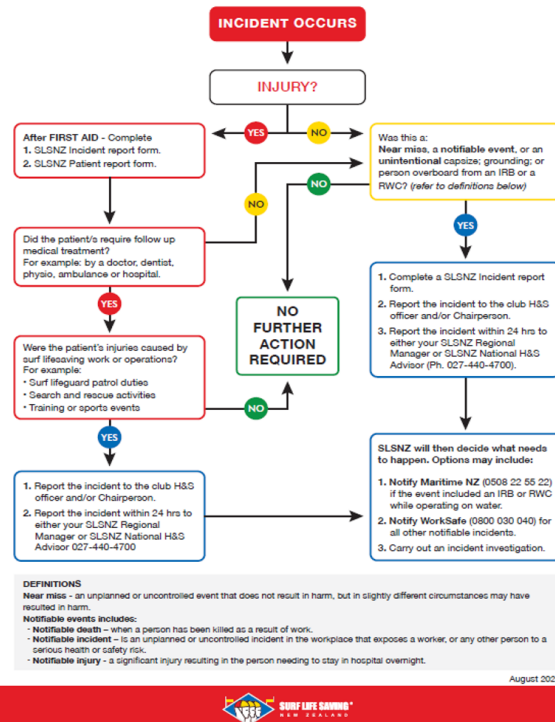 INCIDENT OCCURS
INJURY?
YES
NO
After FIRST AID - Complete
1. SLSNZ Incident report form.
2. SLSNZ Patient report form.
Was this a:
Near miss, a notifiable event, or an
unintentional capsize; grounding; or
person overboard from an IRB or a
RWC? (refer to definitions below)
NO
NO
YES
Did the patient/s require follow up
medical treatment?
For example: by a doctor, dentist,
physio, ambulance or hospital.
YES
1. Complete a SLSNZ Incident report
form.
2. Report the incident to the club H&S
officer and/or Chairperson.
3. Report the incident within 24 hrs to
either your SLSNZ Regional
Manager or SLSNZ National H&S
Advisor (Ph. 027-440-4700).
NO
FURTHER
ACTION
REQUIRED
Were the patient's injuries caused by
surf lifesaving work or operations?
For example:
• Surf lifeguard patrol duties
• Search and rescue activities
• Training or sports events
NO
YES
1. Report the incident to the club H&S
officer and/or Chairperson.
2. Report the incident within 24 hrs to
either your SLSNZ Regional
Manager or SLSNZ National H&S
Advisor 027-440-4700
SLSNZ will then decide what needs
to happen. Options may include:
1. Notify Maritime NZ (0508 22 55 22)
if the event included an IRB or RWC
while operating on water.
2. Notify WorkSafe (0800 030 040) for
all other notifiable incidents.
3. Carry out an incident investigation.
DEFINITIONS
Near miss - an unplanned or uncontrolled event that does not result in harm, but in slightly different circumstances may have
resulted in harm.
Notifiable events includes:
- Notifiable death – when a person has been killed as a result of work.
- Notifiable incident – is an unplanned or uncontrolled incident in the workplace that exposes a worker, or any other person to a
serious health or safety risk.
- Notifiable injury - a significant injury resulting in the person needing to stay in hospital overnight.
August 202
SURF LIFE SAVING
NEW ZEALAND